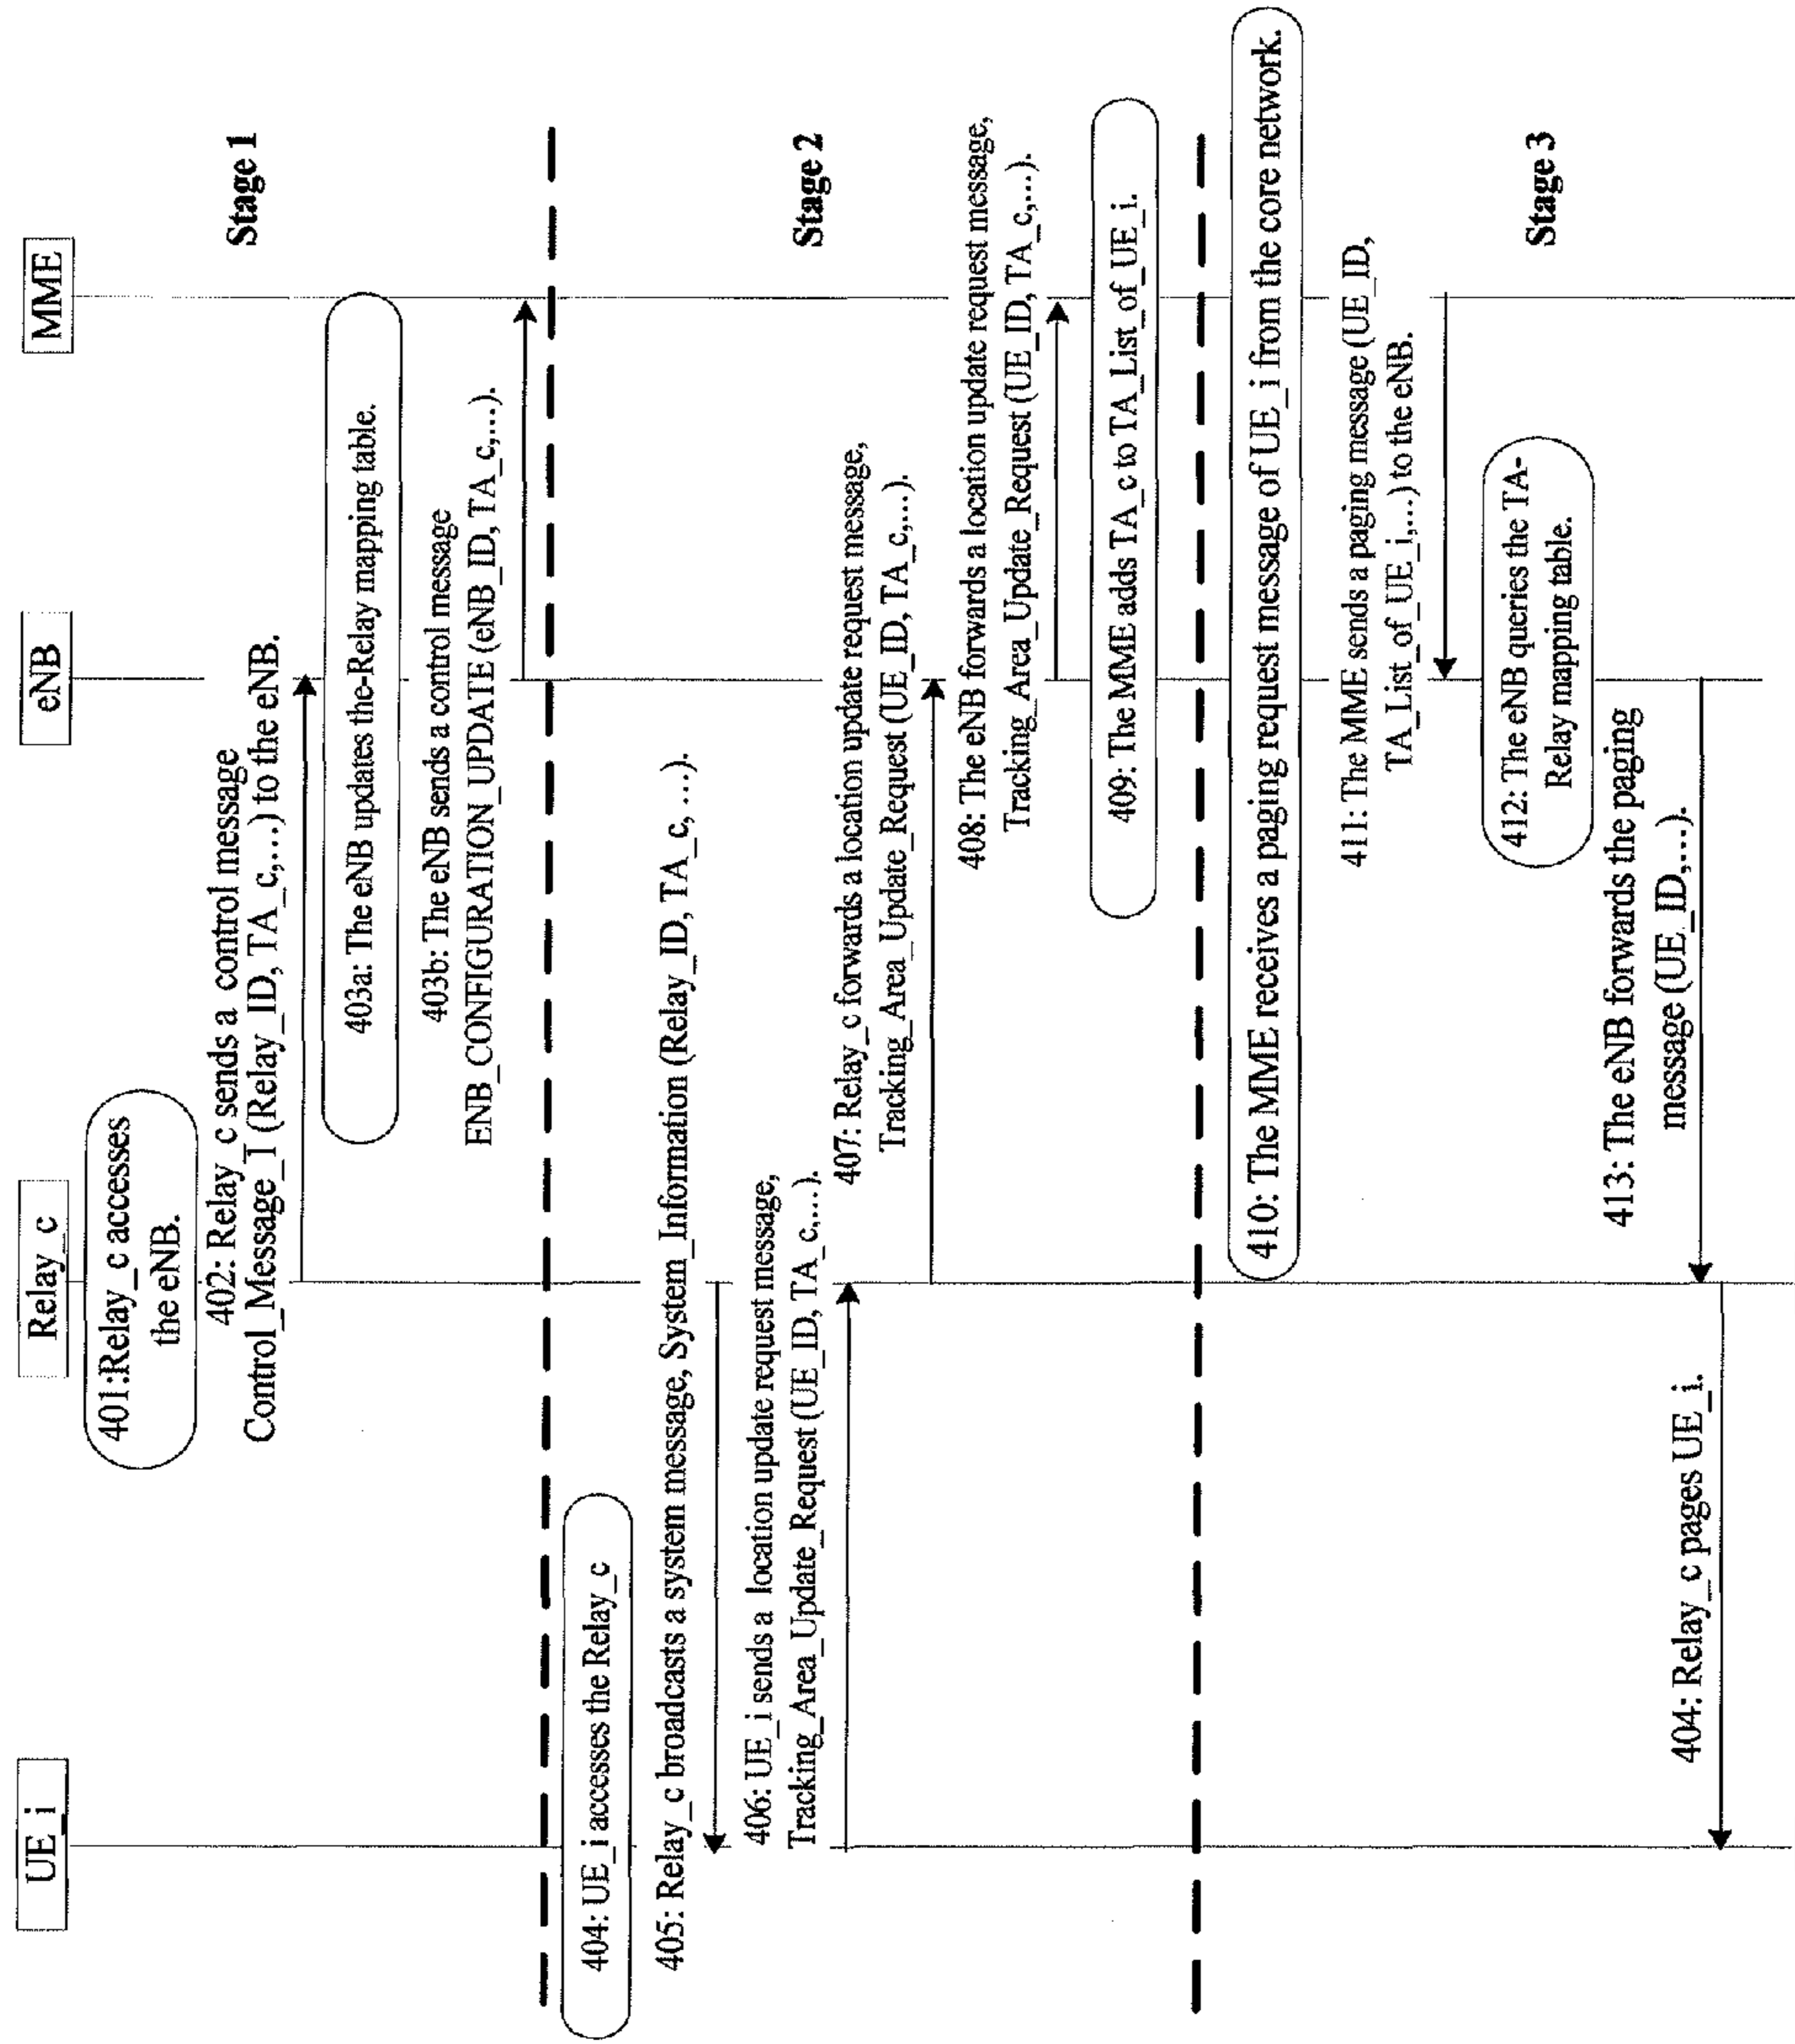 UE_i
Relay_c
eNB
MME
401:Relay_c accesses
the eNB.
402: Relay_c sends a control message
Control_Message_1 (Relay_ID, TA_c,...) to the eNB.
Stage 1
403a: The eNB updates the-Relay mapping table.
403b: The eNB sends a control message
ENB_CONFIGURATION_UPDATE (eNB_ID, TA_c,...).
404: UE_i accesses the Relay_c
405: Relay_c broadcasts a system message, System_Information (Relay_ID, TA_c, ...).
406: UE_i sends a location update request message,
Tracking_Area_Update_Request (UE_ID, TA_c,...).
Stage 2
407: Relay_c forwards a location update request message,
Tracking_Area_Update_Request (UE_ID, TA_c,...).
408: The eNB forwards a location update request message,
Tracking_Area_Update_Request (UE_ID, TA_c,...).
409: The MME adds TA_c to TA_List_of_UE_i.
410: The MME receives a paging request message of UE_i from the core network.
411: The MME sends a paging message (UE_ID,
TA_List_of_UE_i,...) to the eNB.
412: The eNB queries the TA-
Relay mapping table.
Stage 3
413: The eNB forwards the paging
message (UE_ID,...).
404: Relay_c pages UE_i.